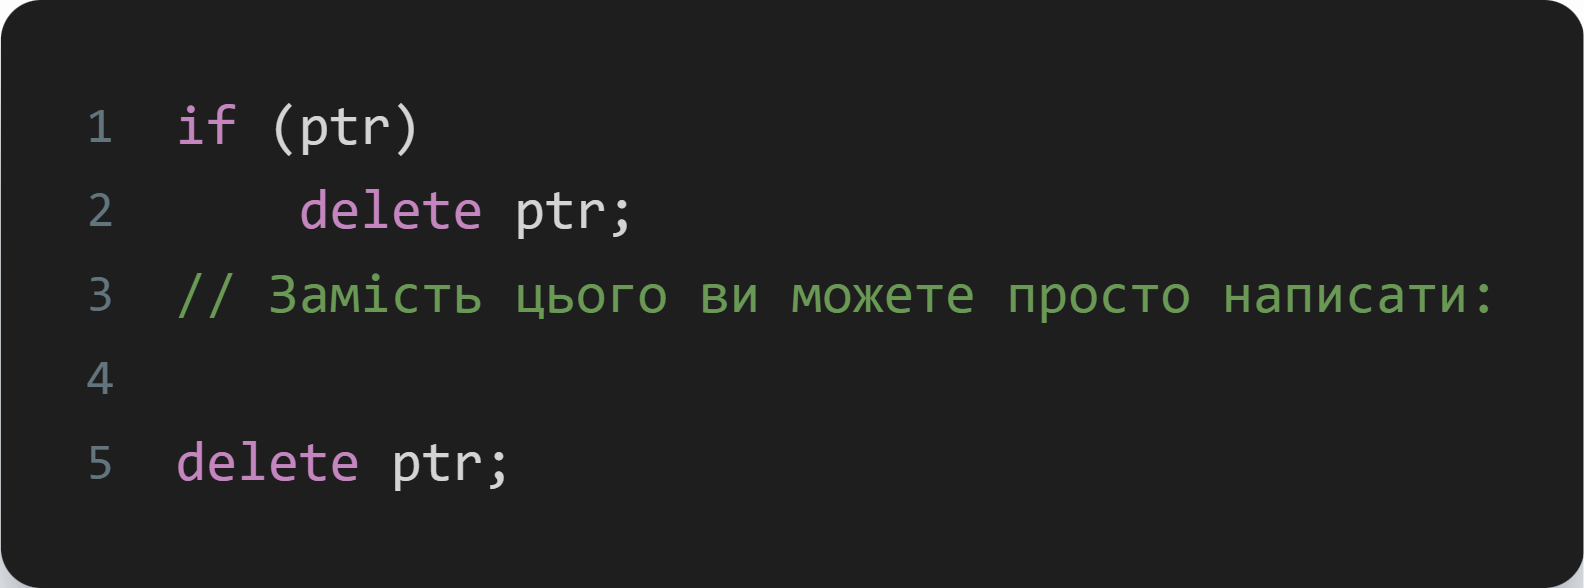 1 if (ptr)
2     delete ptr;
3 // Замість цього ви можете просто написати:
4
5 delete ptr;